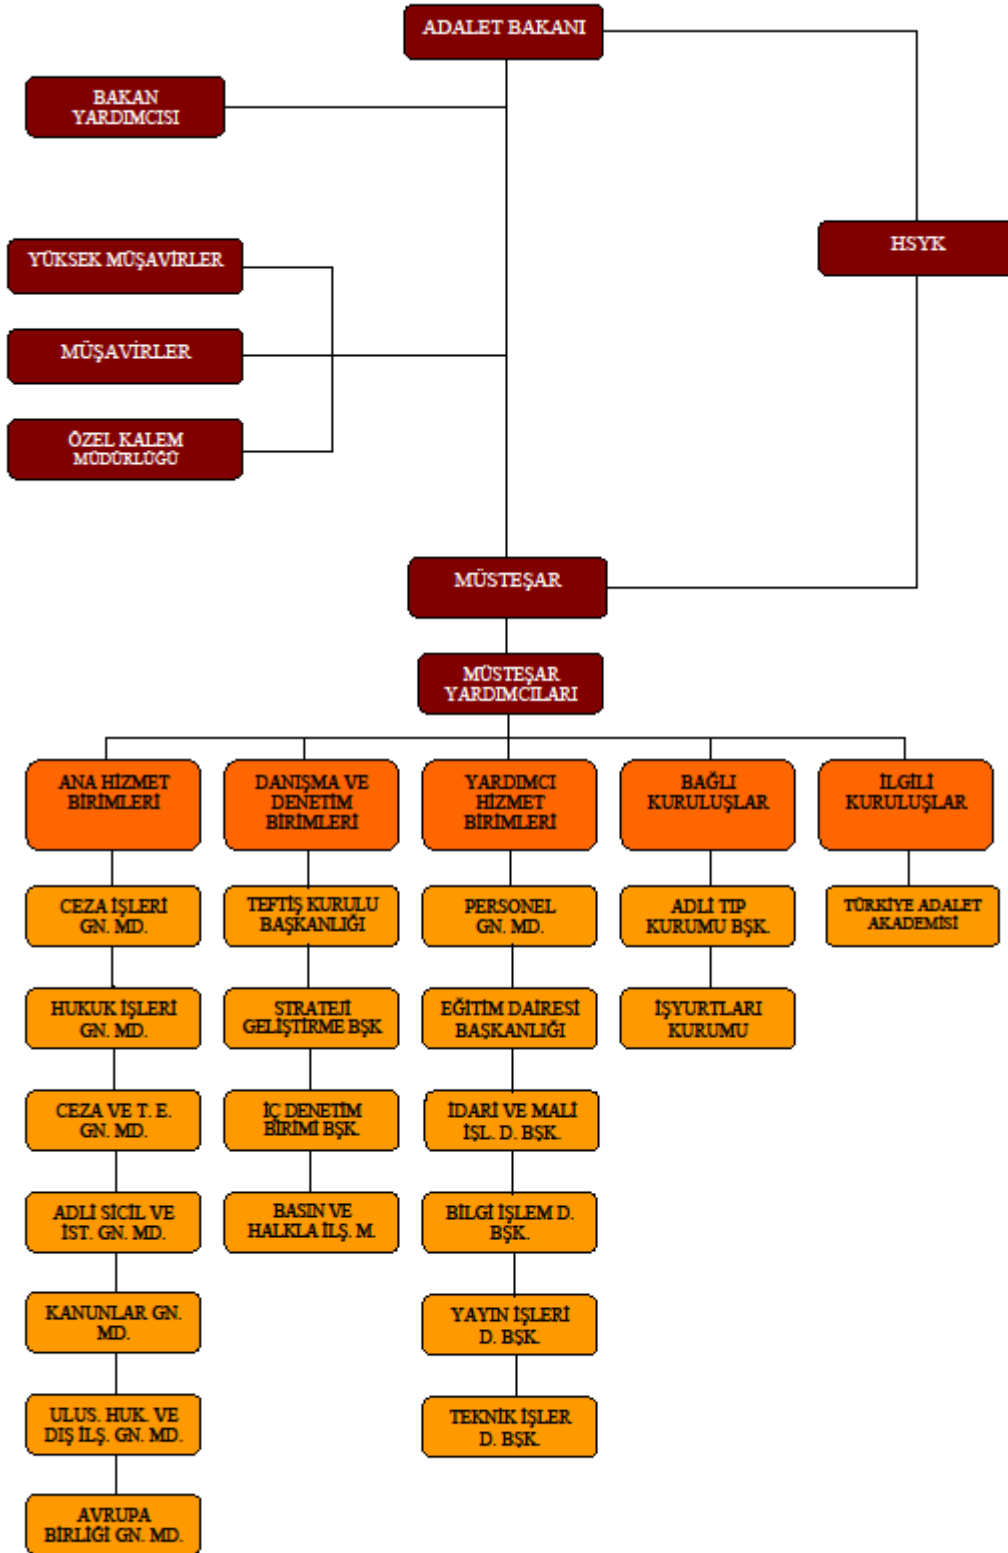 ADALET BAKANI
BAKAN
YARDIMCISI
HSYK
YÜKSEK MÜŞAVİRLER
MÜŞAVİRLER
ÖZEL KALEM
MÜDÜRLÜĞÜ
MÜSTEŞAR
MÜSTEŞAR
YARDIMCILARI
ANA HİZMET
BİRİMLERİ
CEZA İŞLERİ
GN. MD.
HUKUK İŞLERİ
GN. MD.
CEZA VE T. E.
GN. MD.
ADLİ SİCİL VE
İST. GN. MD.
KANUNLAR GN.
MD.
ULUS. HUK. VE
DIŞ İLŞ. GN. MD.
AVRUPA
BİRLİĞİ GN. MD.
DANIŞMA VE
DENETİM
BİRİMLERİ
TEFTİŞ KURULU
BAŞKANLIĞI
STRATEJİ
GELİŞTİRME BŞK
İÇ DENETİM
BİRİMİ BŞK.
BASIN VE
HALKLA İLŞ. M.
YARDIMCI
HİZMET
BİRİMLERİ
PERSONEL
GN. MD.
EĞİTİM DAİRESİ
BAŞKANLIĞI
İDARİ VE MALİ
İŞL. D. BŞK.
BİLGİ İŞLEM D.
BŞK.
YAYIN İŞLERİ
D. BŞK.
TEKNİK İŞLER
D. BŞK.
BAĞLI
KURULUŞLAR
ADLİ TIP
KURUMU BŞK.
İŞYURTLARI
KURUMU
İLGİLİ
KURULUŞLAR
TÜRKİYE ADALET
AKADEMİSİ